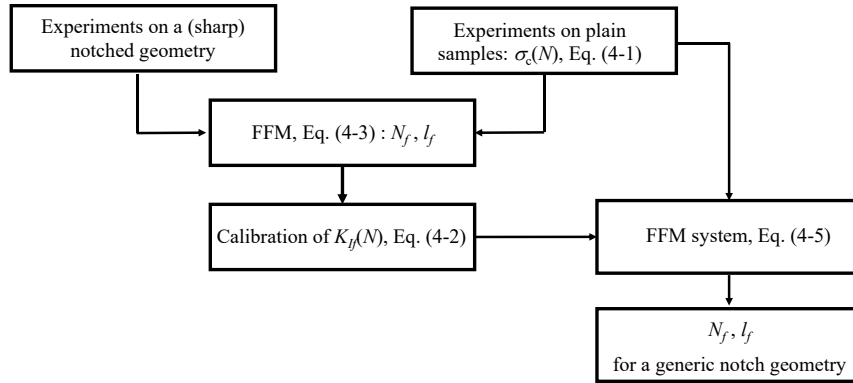 Experiments on a (sharp)
notched geometry
Experiments on plain
samples: σc(N), Eq. (4-1)
FFM, Eq. (4-3) : Nf , lf
Calibration of KIf(N), Eq. (4-2)
FFM system, Eq. (4-5)
Nf , lf
for a generic notch geometry